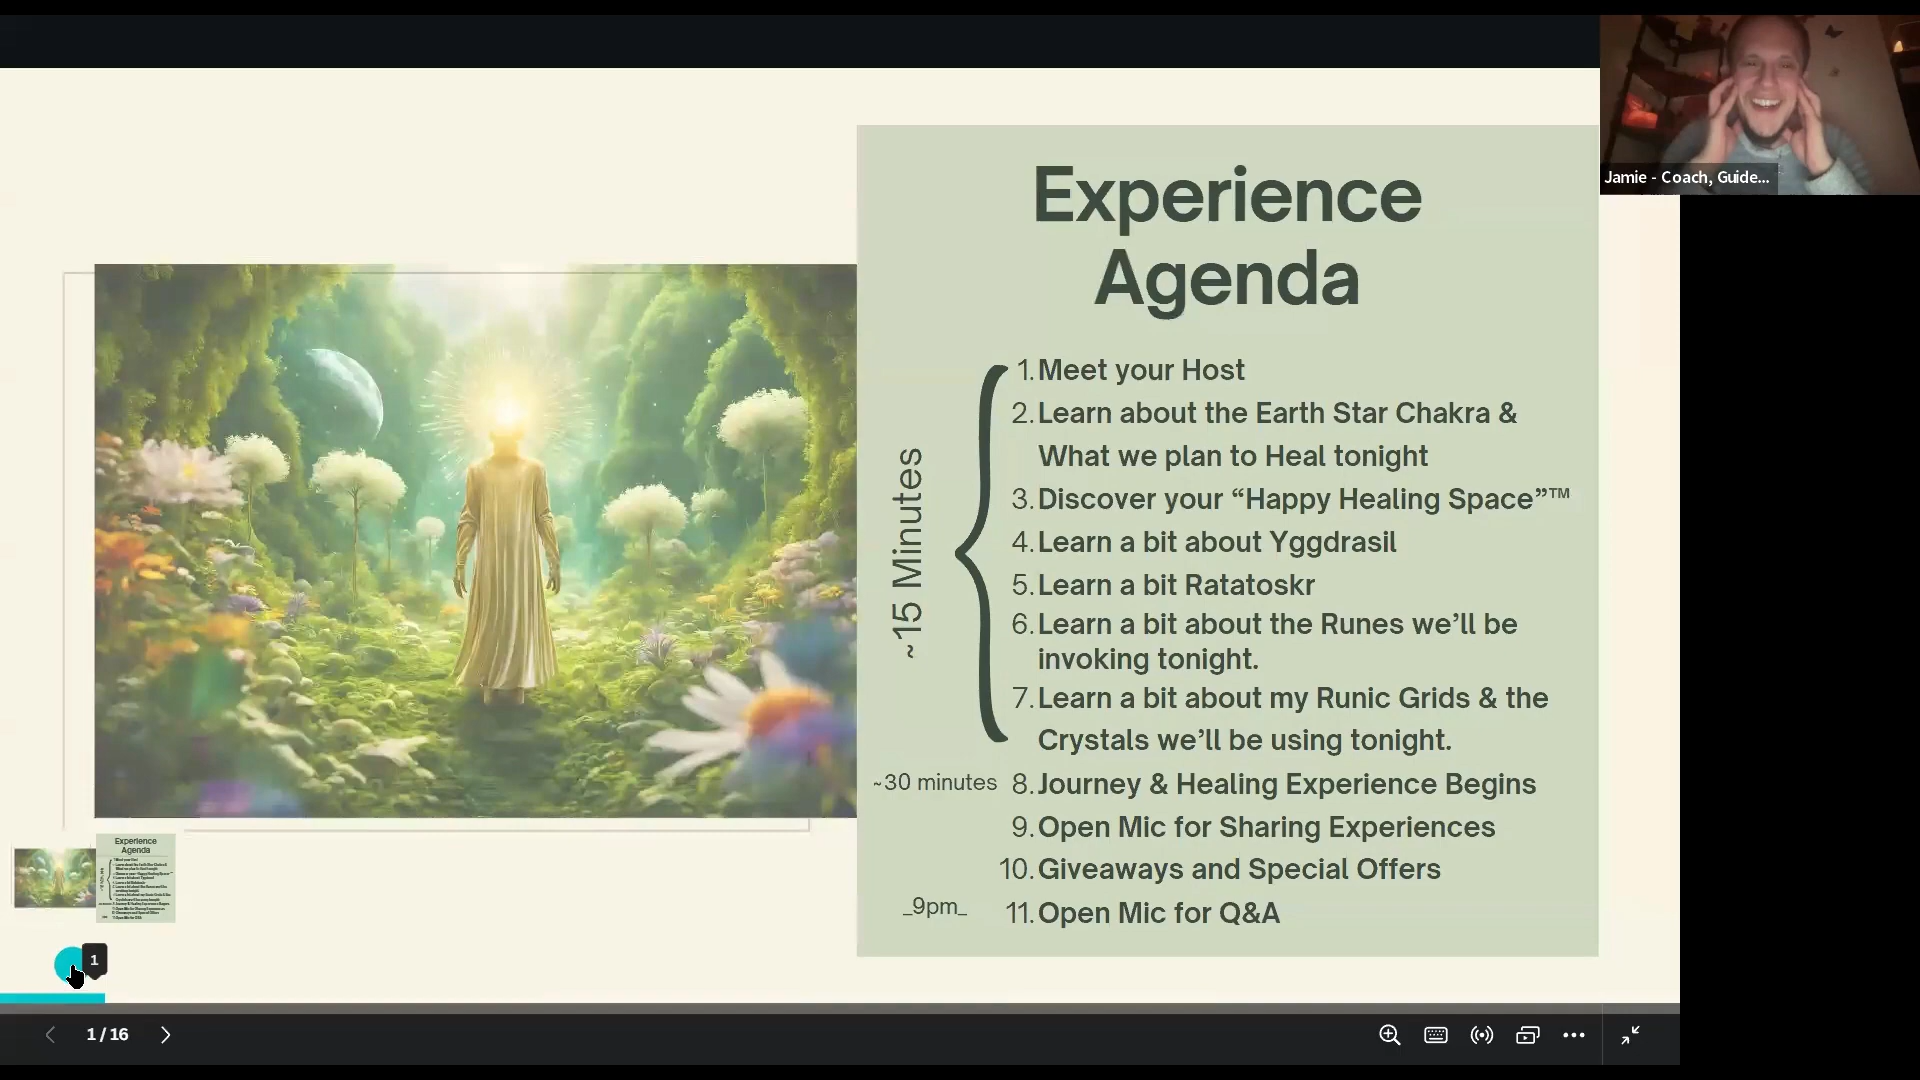 Experience
Agenda
~15 Minutes
1. Meet your Host
2. Learn about the Earth Star Chakra &
What we plan to Heal tonight
3. Discover your “Happy Healing Space”™
4. Learn a bit about Yggdrasil
5. Learn a bit Ratatoskr
6. Learn a bit about the Runes we’ll be
invoking tonight.
7. Learn a bit about my Runic Grids & the
Crystals we’ll be using tonight.
~30 minutes 8. Journey & Healing Experience Begins
9. Open Mic for Sharing Experiences
10. Giveaways and Special Offers
_9pm_ 11. Open Mic for Q&A
Jamie - Coach, Guide...
Experience
Agenda
1
1 / 16